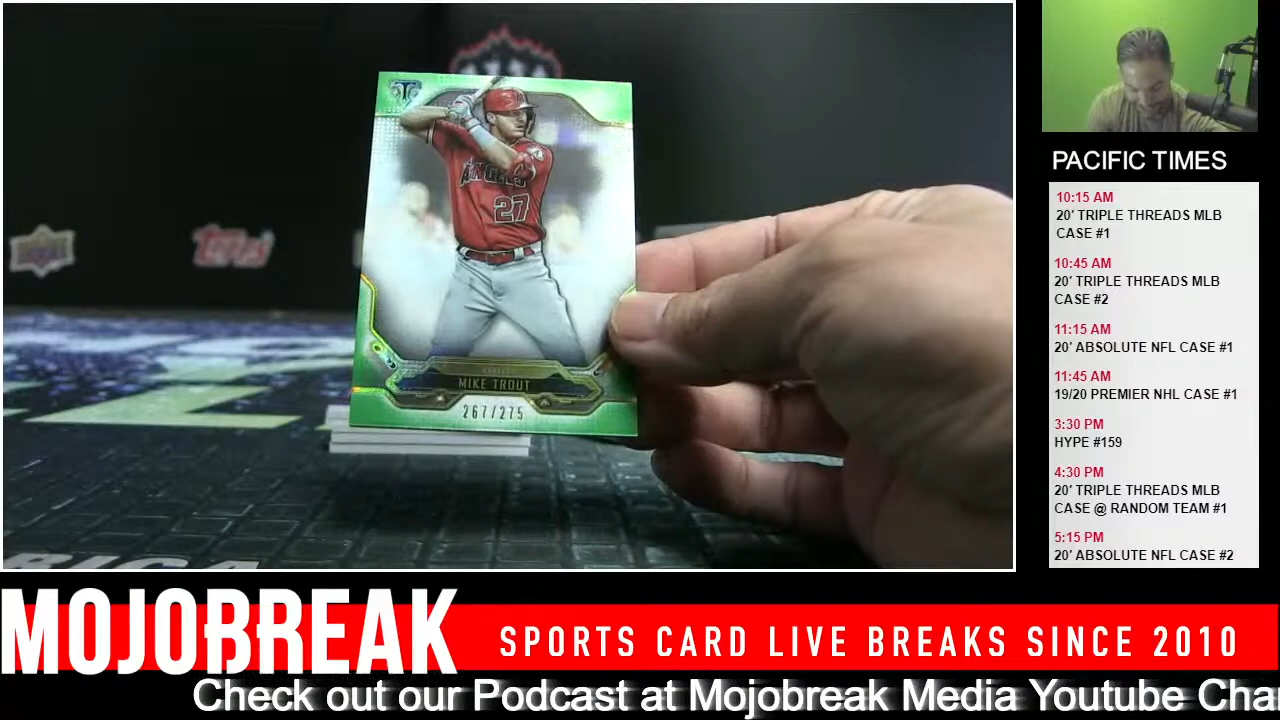 Topps
ANGELS
27
ANGELS
MIKE TROUT
267/275
PACIFIC TIMES
10:15 AM
20' TRIPLE THREADS MLB
CASE #1
10:45 AM
20' TRIPLE THREADS MLB
CASE #2
11:15 AM
20' ABSOLUTE NFL CASE #1
11:45 AM
19/20 PREMIER NHL CASE #1
3:30 PM
HYPE #159
4:30 PM
20' TRIPLE THREADS MLB
CASE @ RANDOM TEAM #1
5:15 PM
20' ABSOLUTE NFL CASE #2
MOJOBREAK
SPORTS CARD LIVE BREAKS SINCE 2010
Check out our Podcast at Mojobreak Media Youtube Cha